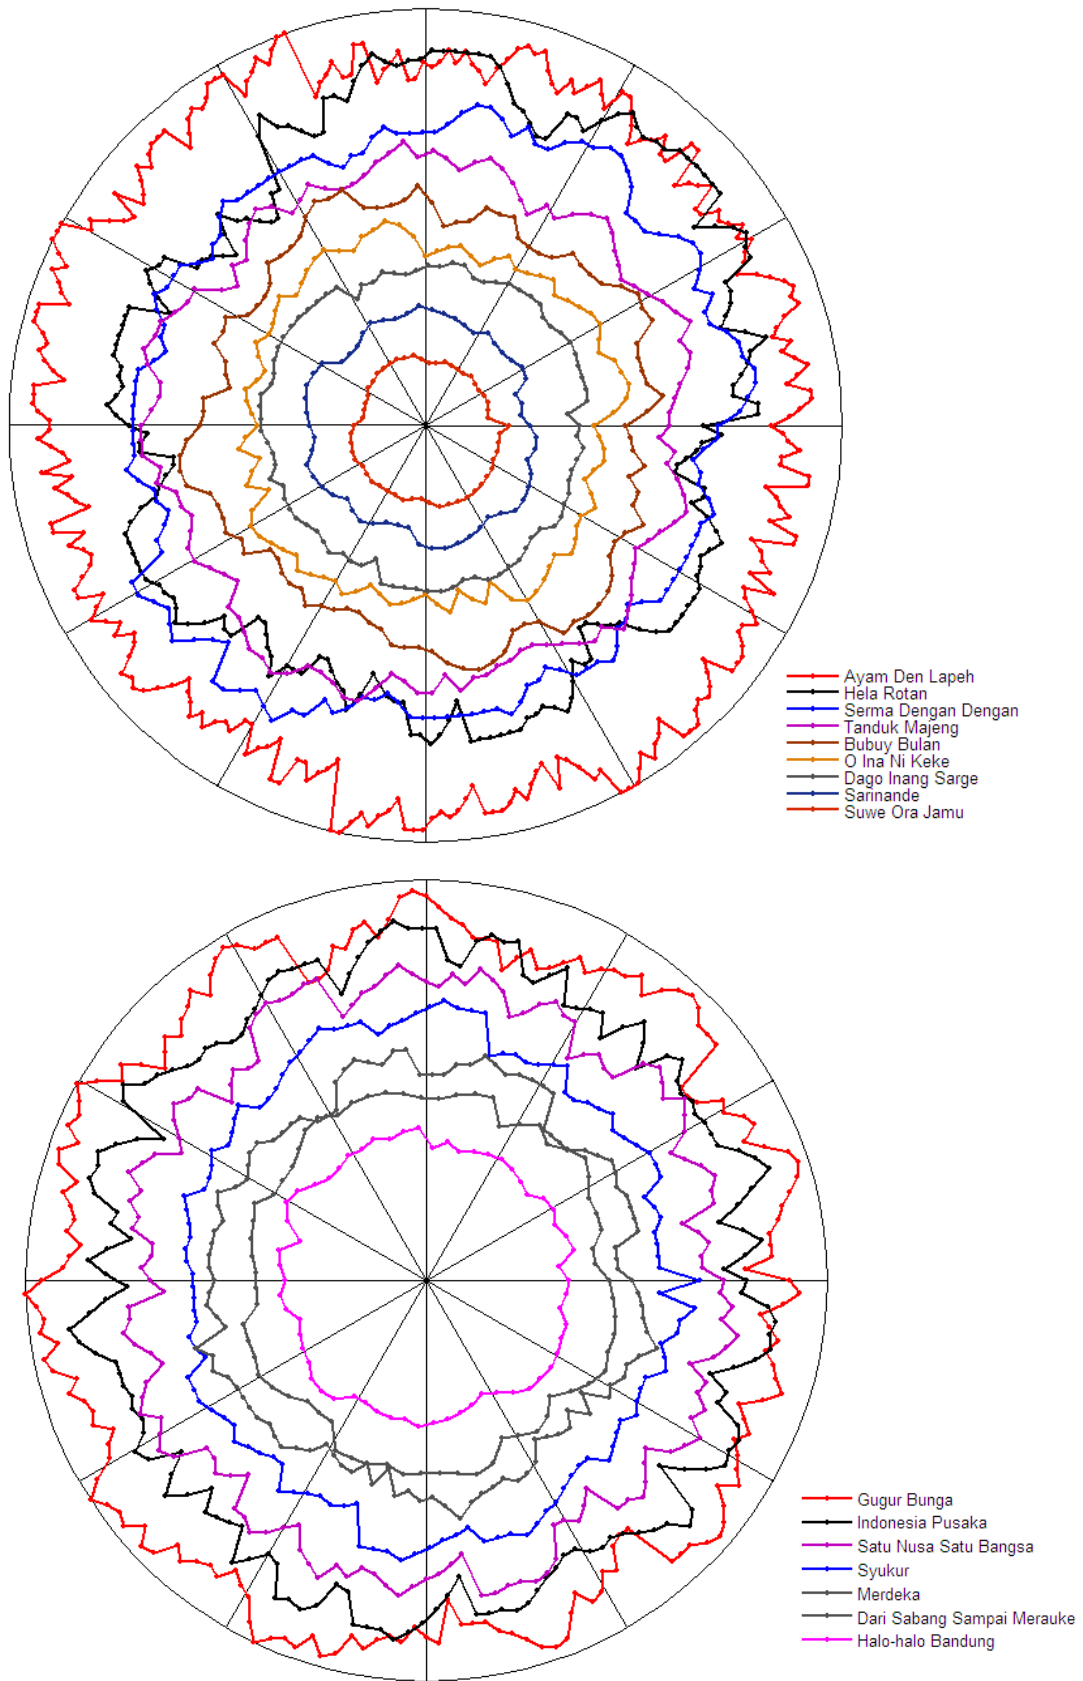 Ayam Den Lapeh
Hela Rotan
Serma Dengan Dengan
Tanduk Majeng
Bubuy Bulan
O Ina Ni Keke
Dago Inang Sarge
Sarinande
Suwe Ora Jamu
Gugur Bunga
Indonesia Pusaka
Satu Nusa Satu Bangsa
Syukur
Merdeka
Dari Sabang Sampai Merauke
Halo-halo Bandung